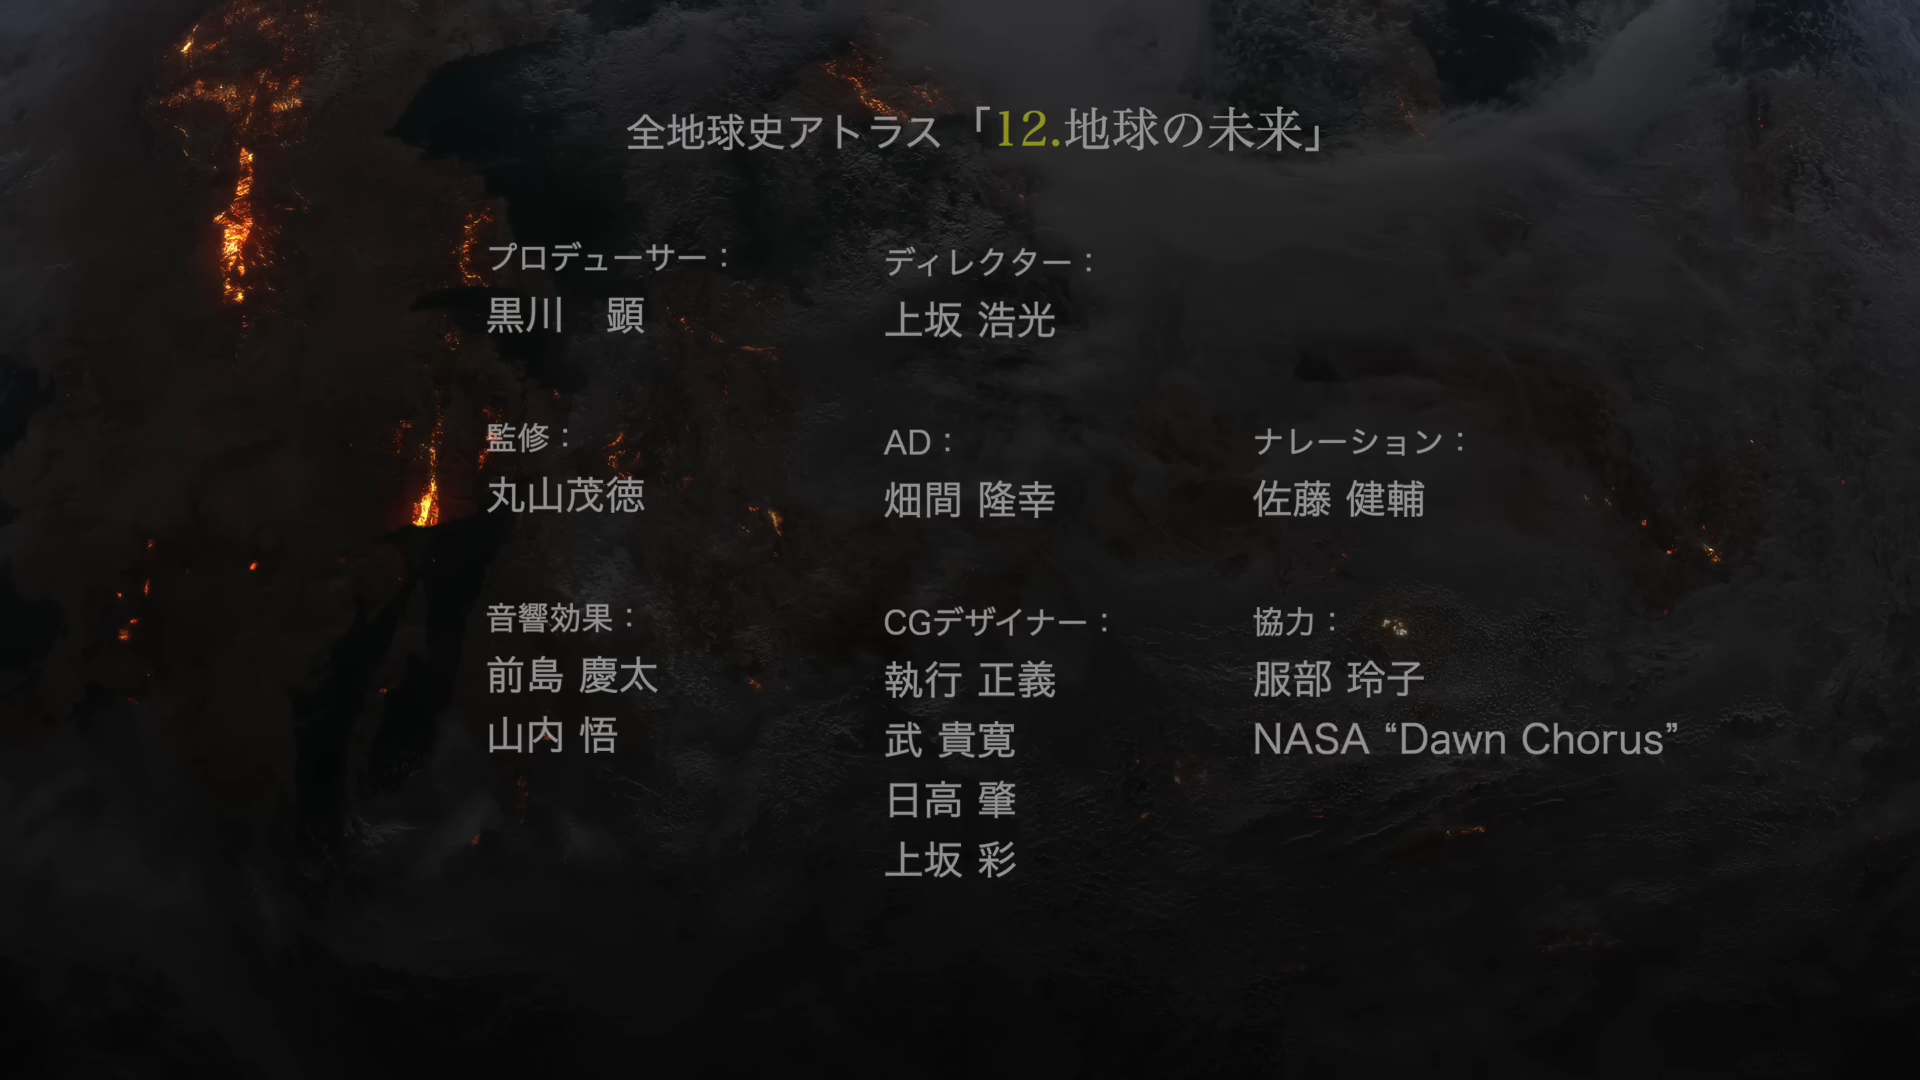 全地球史アトラス「12.地球の未来」
プロデューサー：
黒川　顕
ディレクター：
上坂 浩光
監修：
丸山茂徳
AD：
畑間 隆幸
ナレーション：
佐藤 健輔
音響効果：
前島 慶太
山内 悟
CGデザイナー：
執行 正義
武 貴寛
日高 肇
上坂 彩
協力：
服部 玲子
NASA “Dawn Chorus”